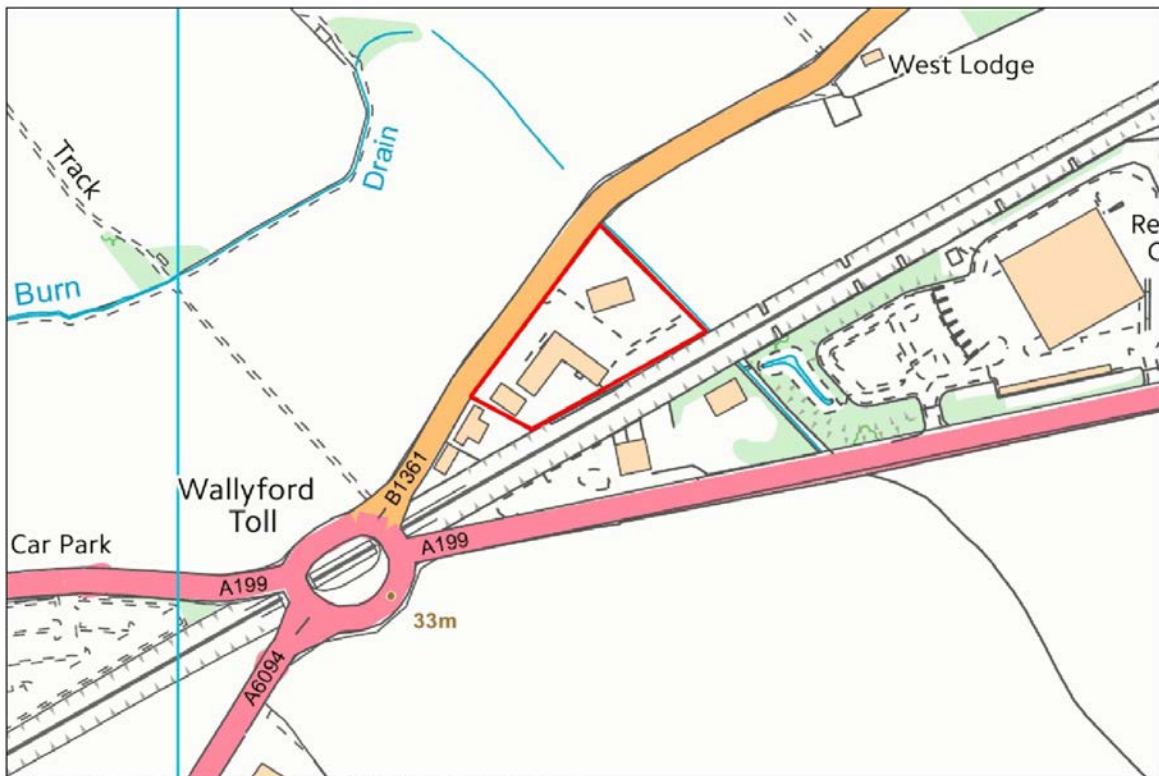 West Lodge
Track
Drain
Burn
B1361
Wallyford
Toll
Car Park
A199
A199
33m
A6094